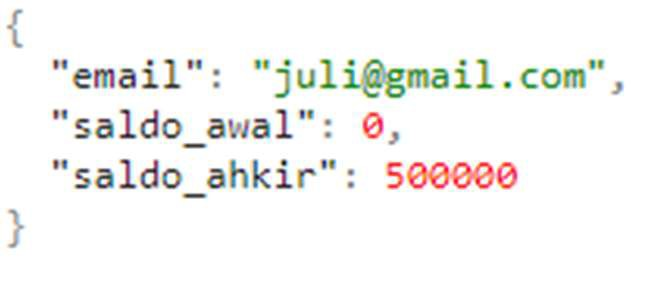 {
"email": "juli@gmail.com",
"saldo_awal": 0,
"saldo_ahkir": 500000
}